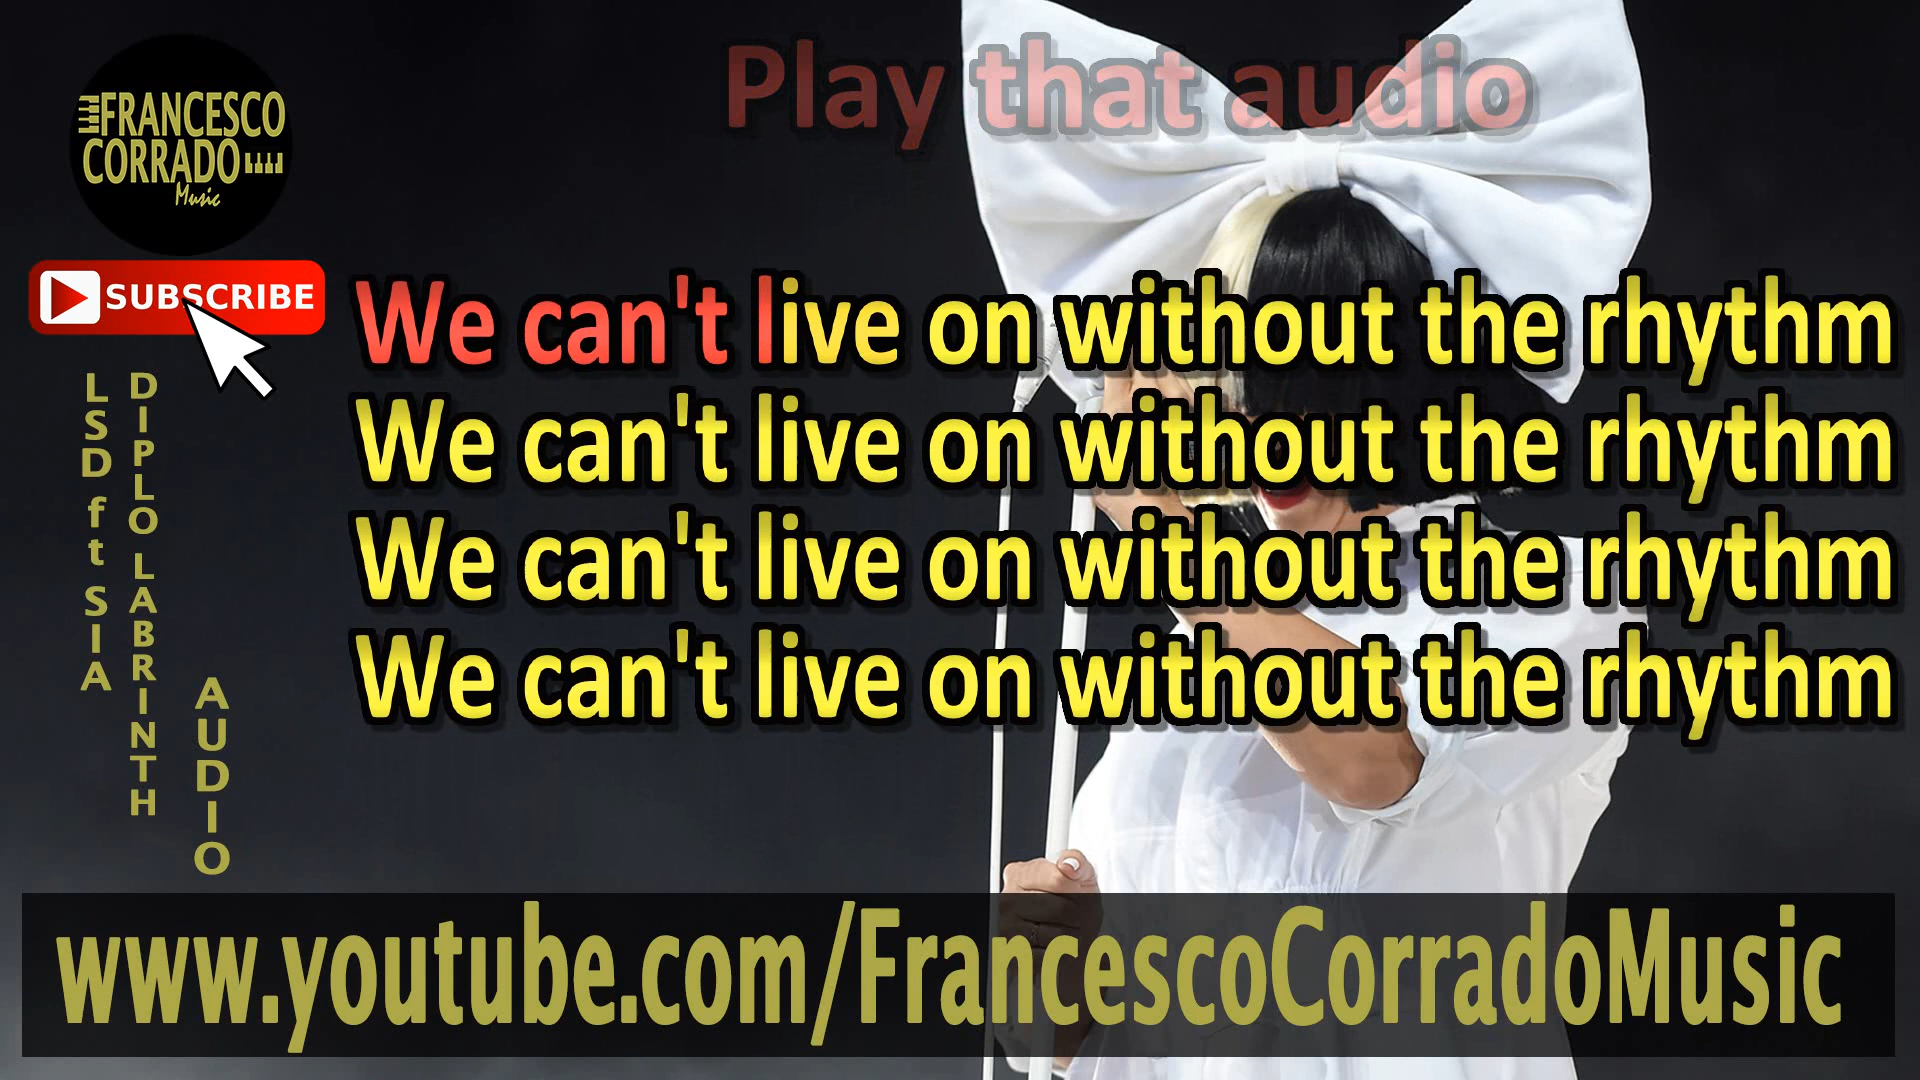 Play that audio
FRANCESCO
CORRADO
Music
SUBSCRIBE
We can't live on without the rhythm
We can't live on without the rhythm
We can't live on without the rhythm
We can't live on without the rhythm
LSD ft SIA
DIPLO LABRINTH
AUDIO
www.youtube.com/FrancescoCorradoMusic